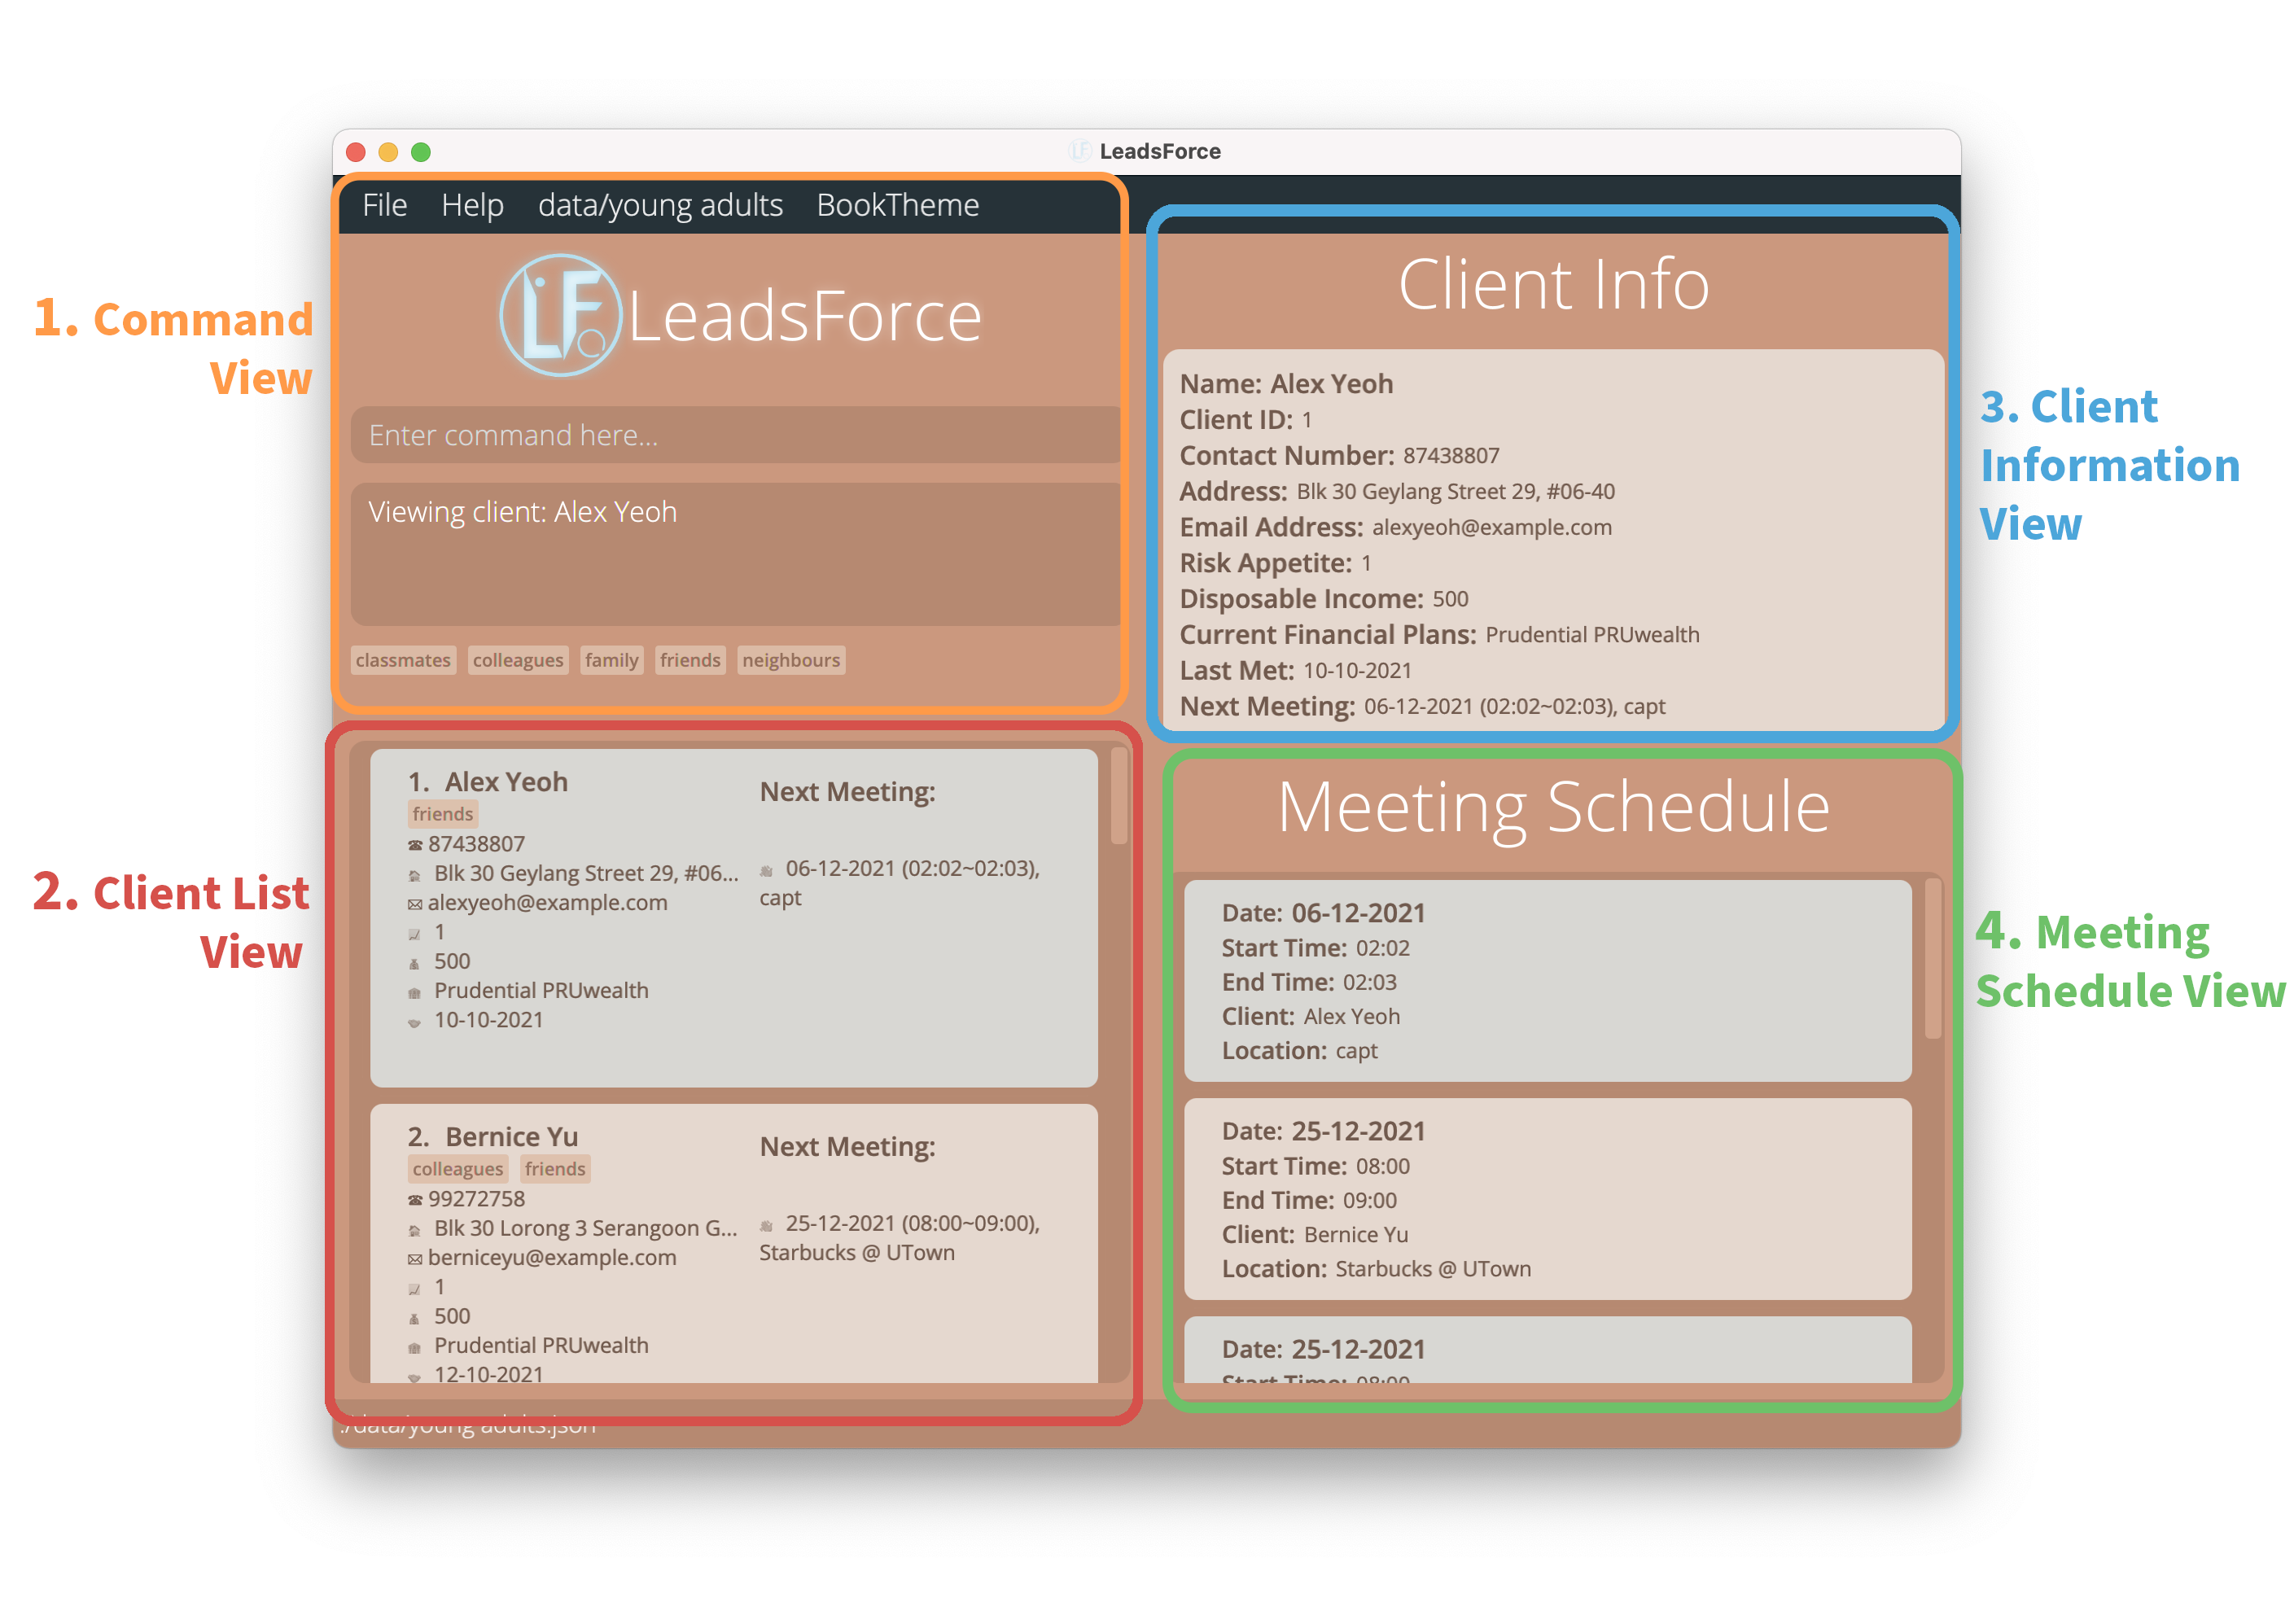 LF LeadsForce
File Help data/young adults BookTheme
1. Command
View
LF LeadsForce
Enter command here...
Viewing client: Alex Yeoh
classmates colleagues family friends neighbours
2. Client List
View
1. Alex Yeoh
friends
87438807
Blk 30 Geylang Street 29, #06...
alexyeoh@example.com
1
500
Prudential PRUwealth
10-10-2021
Next Meeting:
06-12-2021 (02:02~02:03),
capt
2. Bernice Yu
colleagues friends
99272758
Blk 30 Lorong 3 Serangoon G...
berniceyu@example.com
1
500
Prudential PRUwealth
12-10-2021
Next Meeting:
25-12-2021 (08:00~09:00),
Starbucks @ UTown
./data/young adults.json
3. Client
Information
View
Client Info
Name: Alex Yeoh
Client ID: 1
Contact Number: 87438807
Address: Blk 30 Geylang Street 29, #06-40
Email Address: alexyeoh@example.com
Risk Appetite: 1
Disposable Income: 500
Current Financial Plans: Prudential PRUwealth
Last Met: 10-10-2021
Next Meeting: 06-12-2021 (02:02~02:03), capt
4. Meeting
Schedule View
Meeting Schedule
Date: 06-12-2021
Start Time: 02:02
End Time: 02:03
Client: Alex Yeoh
Location: capt
Date: 25-12-2021
Start Time: 08:00
End Time: 09:00
Client: Bernice Yu
Location: Starbucks @ UTown
Date: 25-12-2021
Start Time: 08:00